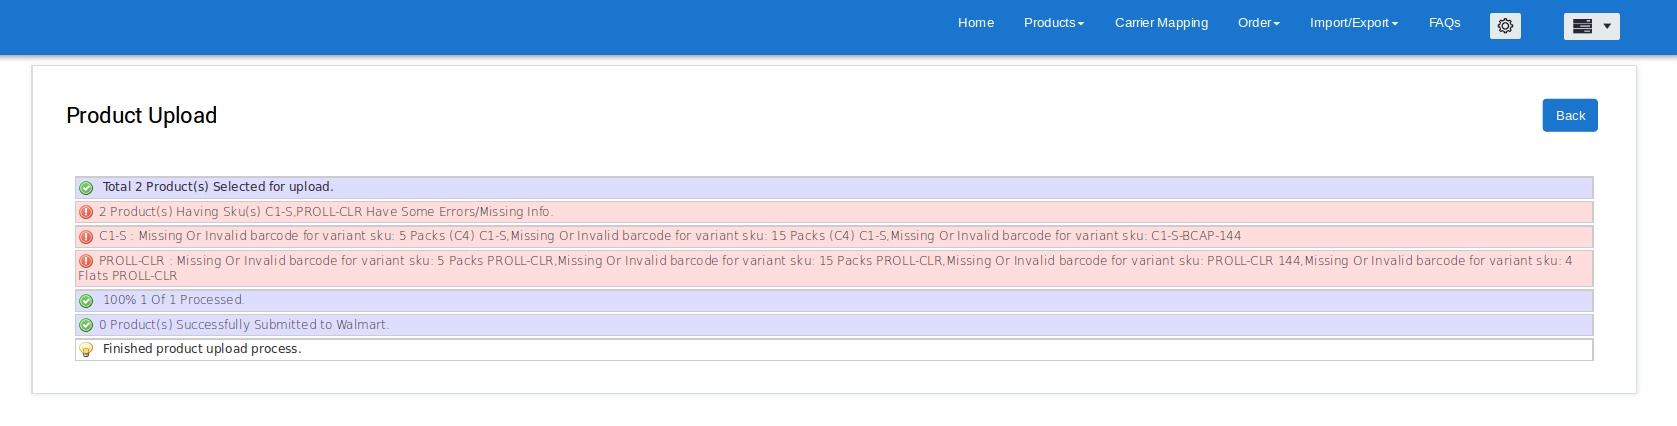 Home Products Carrier Mapping Order Import/Export FAQs
Product Upload
Back
Total 2 Product(s) Selected for upload.
2 Product(s) Having Sku(s) C1-S,PROLL-CLR Have Some Errors/Missing Info.
C1-S : Missing Or Invalid barcode for variant sku: 5 Packs (C4) C1-S,Missing Or Invalid barcode for variant sku: 15 Packs (C4) C1-S,Missing Or Invalid barcode for variant sku: C1-S-BCAP-144
PROLL-CLR : Missing Or Invalid barcode for variant sku: 5 Packs PROLL-CLR,Missing Or Invalid barcode for variant sku: 15 Packs PROLL-CLR,Missing Or Invalid barcode for variant sku: PROLL-CLR 144,Missing Or Invalid barcode for variant sku: 4
Flats PROLL-CLR
100% 1 Of 1 Processed.
0 Product(s) Successfully Submitted to Walmart.
Finished product upload process.